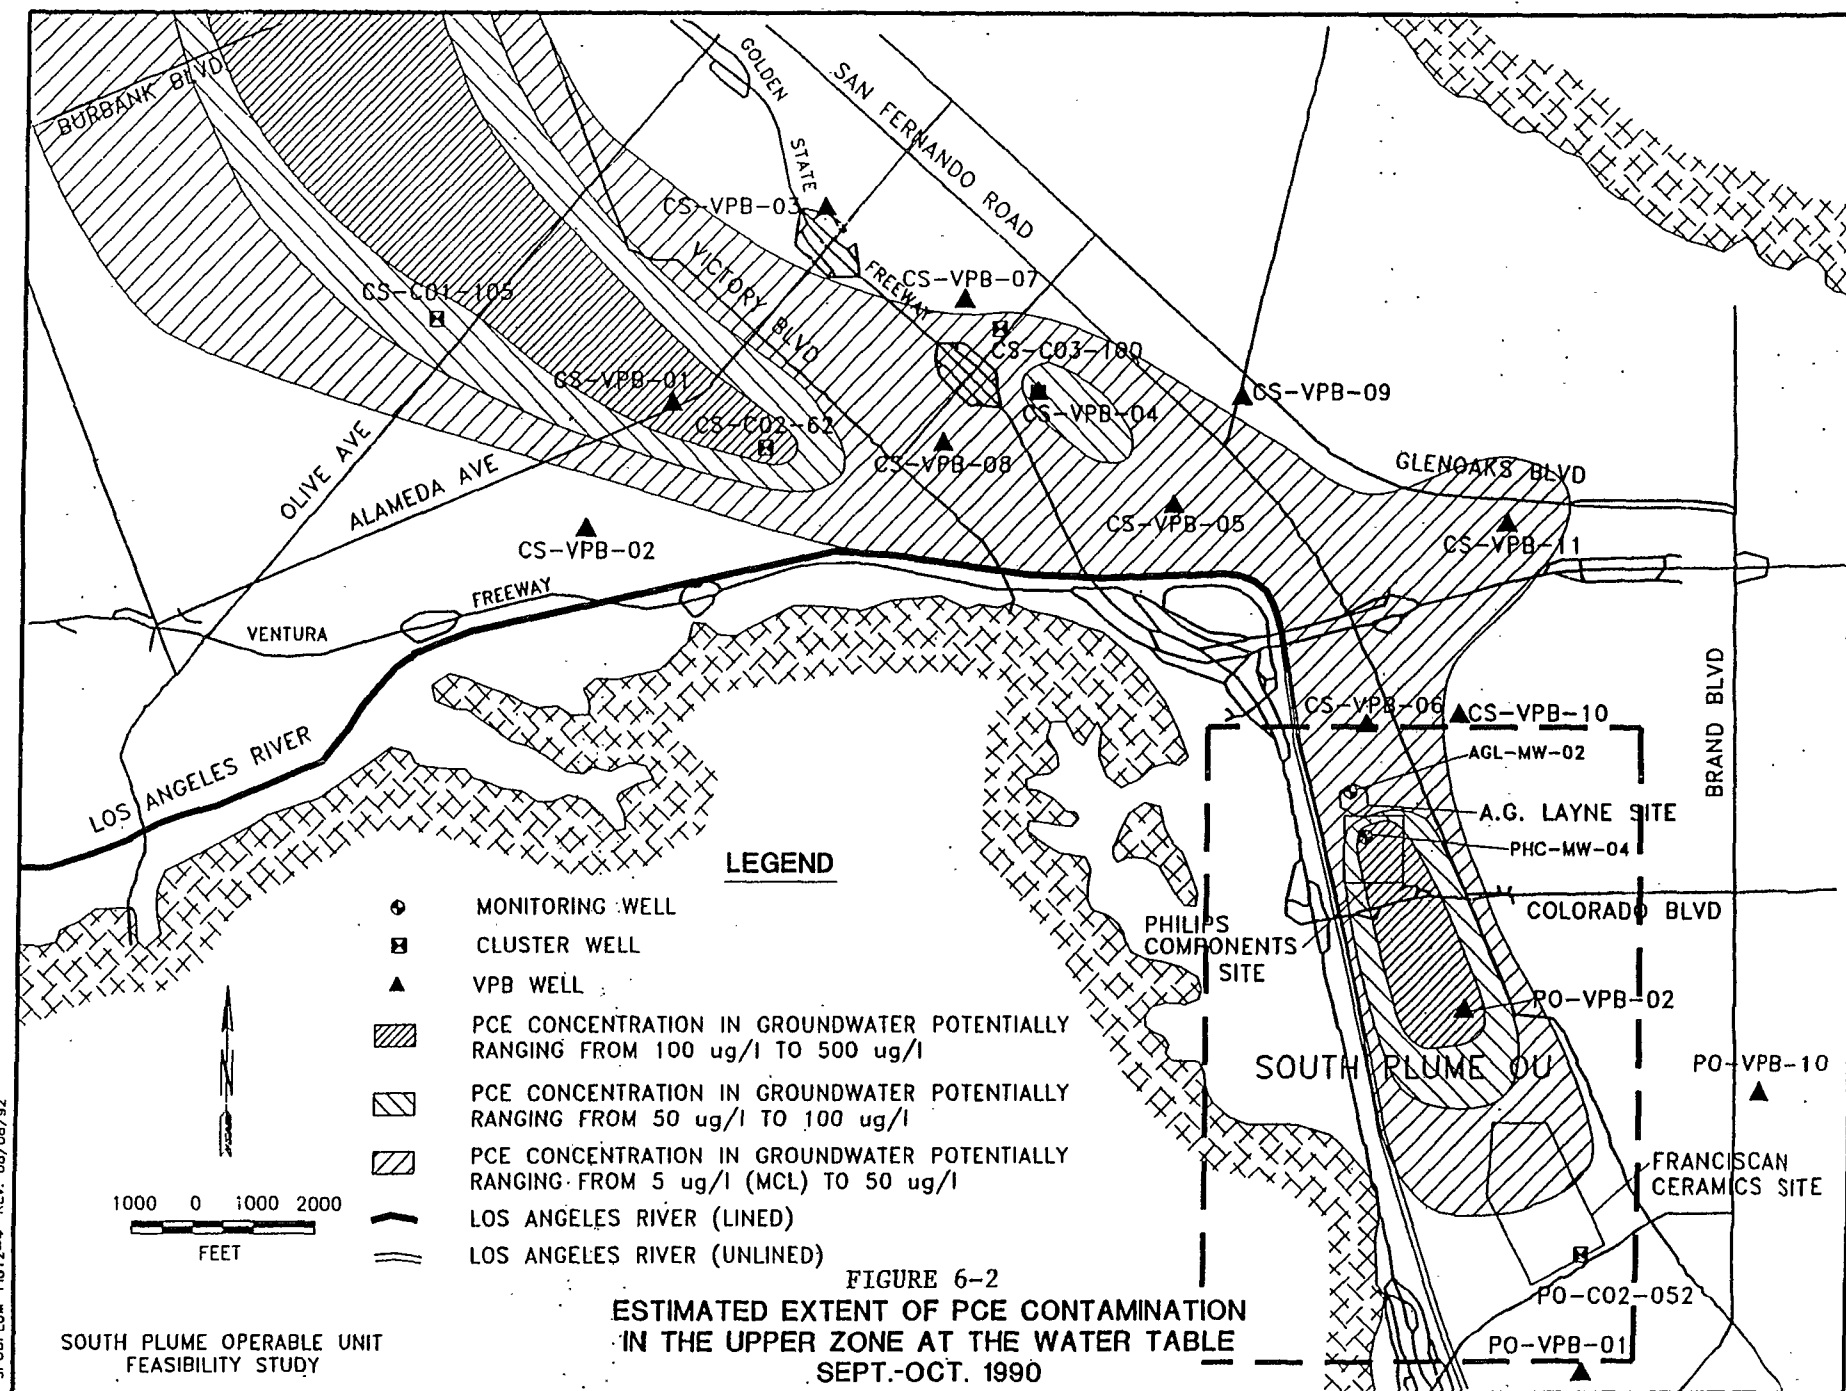 BURBANK BLVD.
GOLDEN
STATE
FREEWAY
SAN FERNANDO ROAD
CS-VPB-03
VICTORY BLVD
CS-VPB-07
CS-C01-105
CS-C03-100
CS-VPB-01
CS-VPB-04
CS-VPB-09
CS-C02-62
CS-VPB-08
OLIVE AVE
ALAMEDA AVE
GLENOAKS BLVD
CS-VPB-05
CS-VPB-02
CS-VPB-11
FREEWAY
VENTURA
BRAND BLVD
CS-VPB-06
CS-VPB-10
LOS ANGELES RIVER
AGL-MW-02
A.G. LAYNE SITE
PHC-MW-04
COLORADO BLVD
PHILIPS
COMPONENTS
SITE
PO-VPB-02
SOUTH PLUME OU
PO-VPB-10
FRANCISCAN
CERAMICS SITE
PO-C02-052
PO-VPB-01
LEGEND
MONITORING WELL
CLUSTER WELL
VPB WELL
PCE CONCENTRATION IN GROUNDWATER POTENTIALLY
RANGING FROM 100 ug/l TO 500 ug/l
PCE CONCENTRATION IN GROUNDWATER POTENTIALLY
RANGING FROM 50 ug/l TO 100 ug/l
PCE CONCENTRATION IN GROUNDWATER POTENTIALLY
RANGING FROM 5 ug/l (MCL) TO 50 ug/l
LOS ANGELES RIVER (LINED)
LOS ANGELES RIVER (UNLINED)
N
1000 0 1000 2000
FEET
FIGURE 6-2
ESTIMATED EXTENT OF PCE CONTAMINATION
IN THE UPPER ZONE AT THE WATER TABLE
SEPT.-OCT. 1990
SOUTH PLUME OPERABLE UNIT
FEASIBILITY STUDY